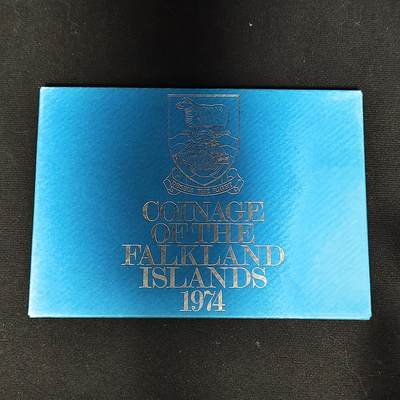 COINAGE
OF THE
FALKLAND
ISLANDS
1974